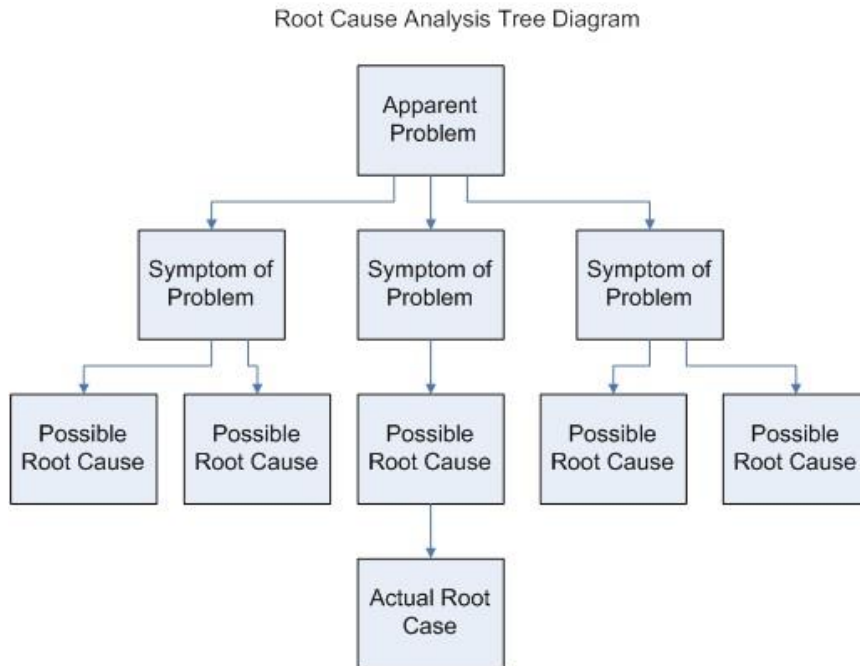 Root Cause Analysis Tree Diagram
Apparent
Problem
Symptom of
Problem
Symptom of
Problem
Symptom of
Problem
Possible
Root Cause
Possible
Root Cause
Possible
Root Cause
Possible
Root Cause
Possible
Root Cause
Actual Root
Case